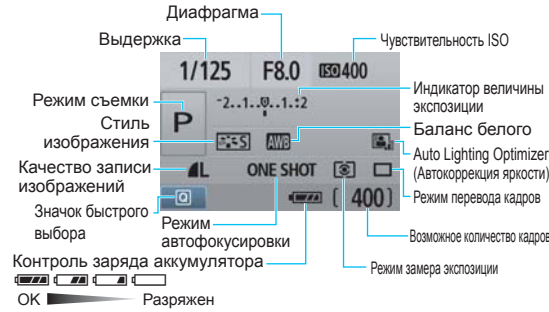 Диафрагма
Выдержка
Чувствительность ISO
1/125 F8.0 ISO 400
Индикатор величины
экспозиции
-2..1..0..1.:2
Режим съемки
P
Стиль
изображения
S
AWB
Баланс белого
Auto Lighting Optimizer
(Автокоррекция яркости)
Качество записи
изображений
L ONE SHOT
Режим перевода кадров
Значок быстрого
выбора
Q
[ 400]
Режим
автофокусировки
Возможное количество кадров
Контроль заряда аккумулятора
Режим замера экспозиции
OK Разряжен